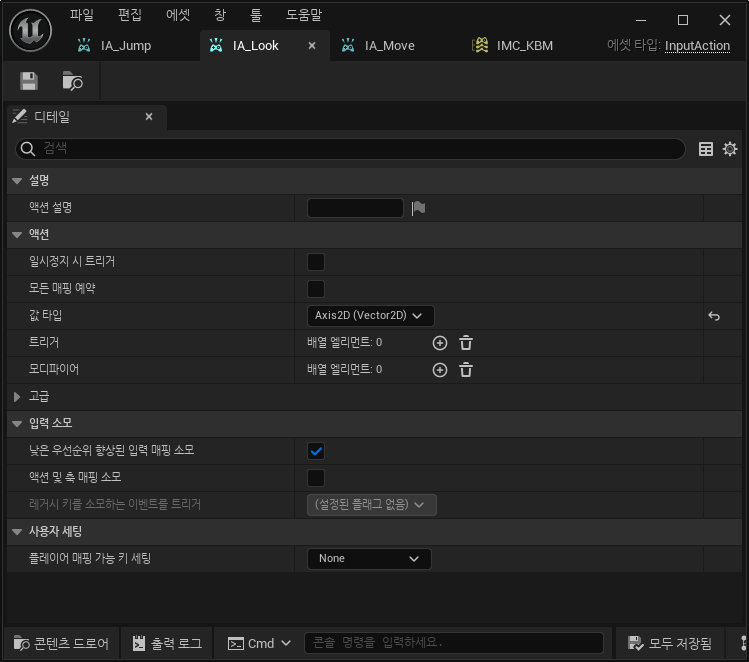 파일 편집 에셋 창 툴 도움말
IA_Jump IA_Look IA_Move IMC_KBM 에셋 타입: InputAction
디테일
검색
설명
액션 설명
액션
일시정지 시 트리거
모든 매핑 예약
값 타입 Axis2D (Vector2D)
트리거 배열 엘리먼트: 0
모디파이어 배열 엘리먼트: 0
고급
입력 소모
낮은 우선순위 향상된 입력 매핑 소모
액션 및 축 매핑 소모
레거시 키를 소모하는 이벤트를 트리거 (설정된 플래그 없음)
사용자 세팅
플레이어 매핑 가능 키 세팅 None
콘텐츠 드로어 출력 로그 Cmd 콘솔 명령을 입력하세요. 모두 저장됨